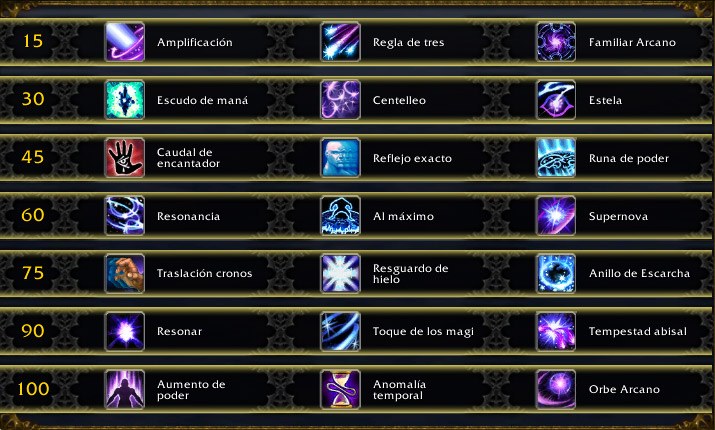 15 Amplificación Regla de tres Familiar Arcano
30 Escudo de maná Centelleo Estela
45 Caudal de encantador Reflejo exacto Runa de poder
60 Resonancia Al máximo Supernova
75 Traslación cronos Resguardo de hielo Anillo de Escarcha
90 Resonar Toque de los magi Tempestad abisal
100 Aumento de poder Anomalía temporal Orbe Arcano